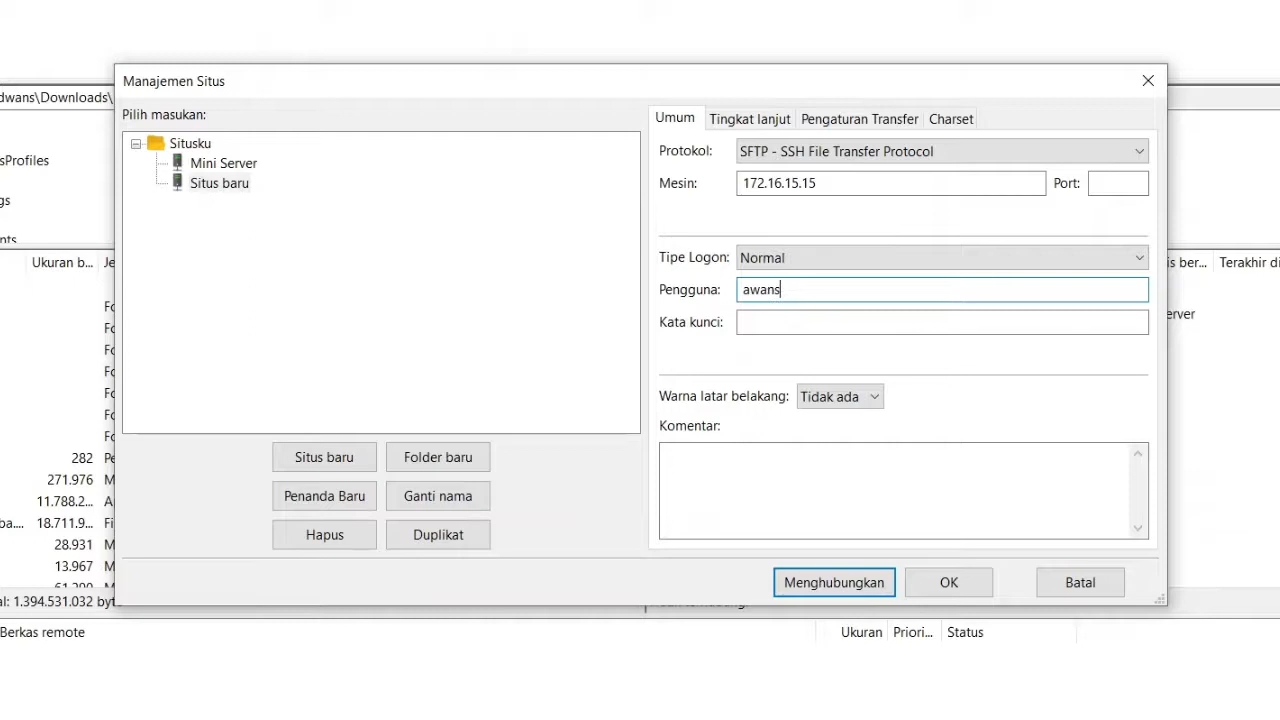 Manajemen Situs
dwans\Downloads\
Pilih masukan:
Situsku
Mini Server
Situs baru
Umum
Tingkat lanjut
Pengaturan Transfer
Charset
Protokol:
SFTP - SSH File Transfer Protocol
Mesin:
172.16.15.15
Port:
Tipe Logon:
Normal
Pengguna:
awans
Kata kunci:
Warna latar belakang:
Tidak ada
Komentar:
Situs baru
Folder baru
Penanda Baru
Ganti nama
Hapus
Duplikat
Menghubungkan
OK
Batal
sProfiles
gs
nts
Ukuran b... Je
Fo
Fo
Fo
Fo
Fo
Fo
Fo
282 Pe
271.976 M
11.788.2... A
ba.... 18.711.9... Fi
28.931 M
13.967 M
61.200 M
al: 1.394.531.032 byt
is ber... Terakhir di
erver
Berkas remote
Ukuran
Priori...
Status